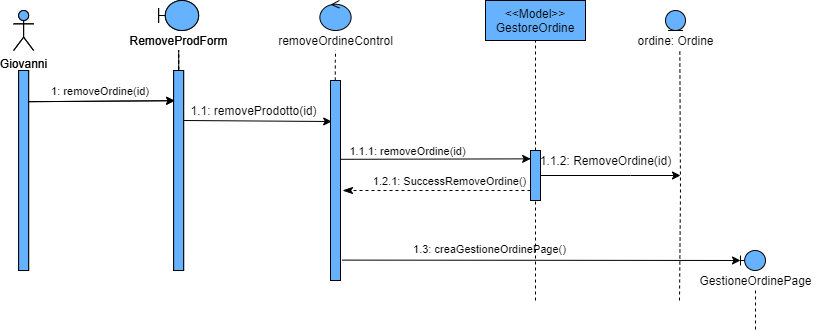 <<Model>>
GestoreOrdine
RemoveProdForm
removeOrdineControl
ordine: Ordine
Giovanni
1: removeOrdine(id)
1.1: removeProdotto(id)
1.1.1: removeOrdine(id)
1.1.2: RemoveOrdine(id)
1.2.1: SuccessRemoveOrdine()
1.3: creaGestioneOrdinePage()
GestioneOrdinePage